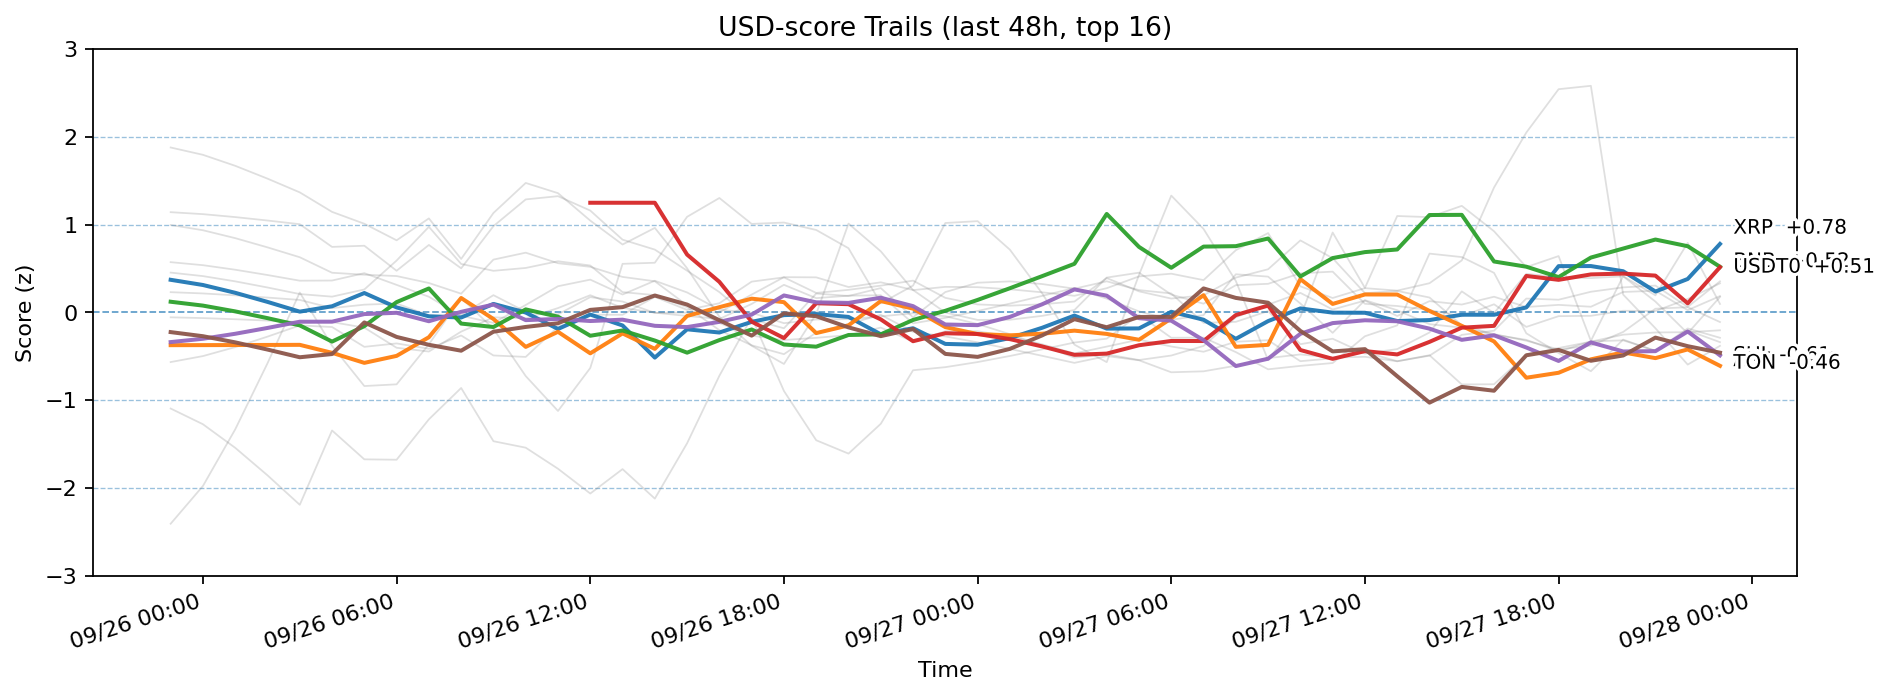 USD-score Trails (last 48h, top 16)
Score (z)
3
2
1
0
−1
−2
−3
XRP +0.78
USDT0 +0.51
TON -0.46
09/26 00:00
09/26 06:00
09/26 12:00
09/26 18:00
09/27 00:00
09/27 06:00
09/27 12:00
09/27 18:00
09/28 00:00
Time